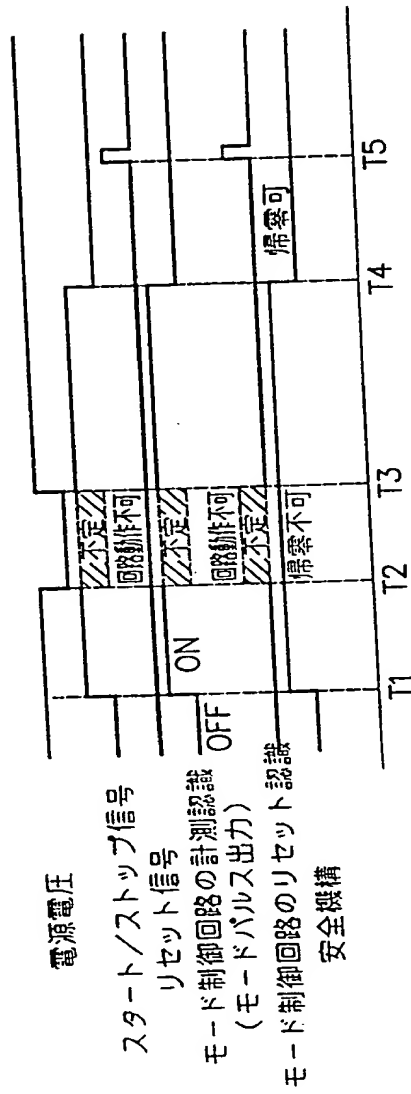 電源電圧
スタート/ストップ信号
リセット信号
モード制御回路の計測認識
(モードパルス出力)
モード制御回路のリセット認識
安全機構
不定
回路動作不可
ON
OFF
不定
回路動作不可
不定
帰零不可
帰零可
T1
T2
T3
T4
T5